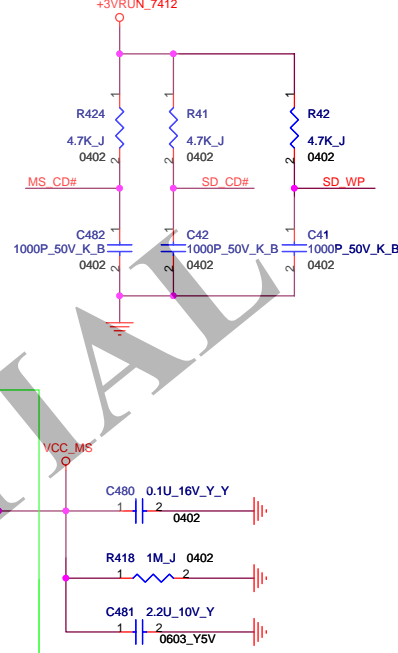 +3VRUN_7412
1 1 1
R424 R41 R42
4.7K_J 4.7K_J 4.7K_J
0402 0402 0402
2 2 2
MS_CD# SD_CD# SD_WP
1 1 1
C482 C42 C41
1000P_50V_K_B 1000P_50V_K_B 1000P_50V_K_B
0402 0402 0402
2 2 2
IAL
VCC_MS
C480 0.1U_16V_Y_Y
1 2
0402
R418 1M_J 0402
1 2
C481 2.2U_10V_Y
1 2
0603_Y5V